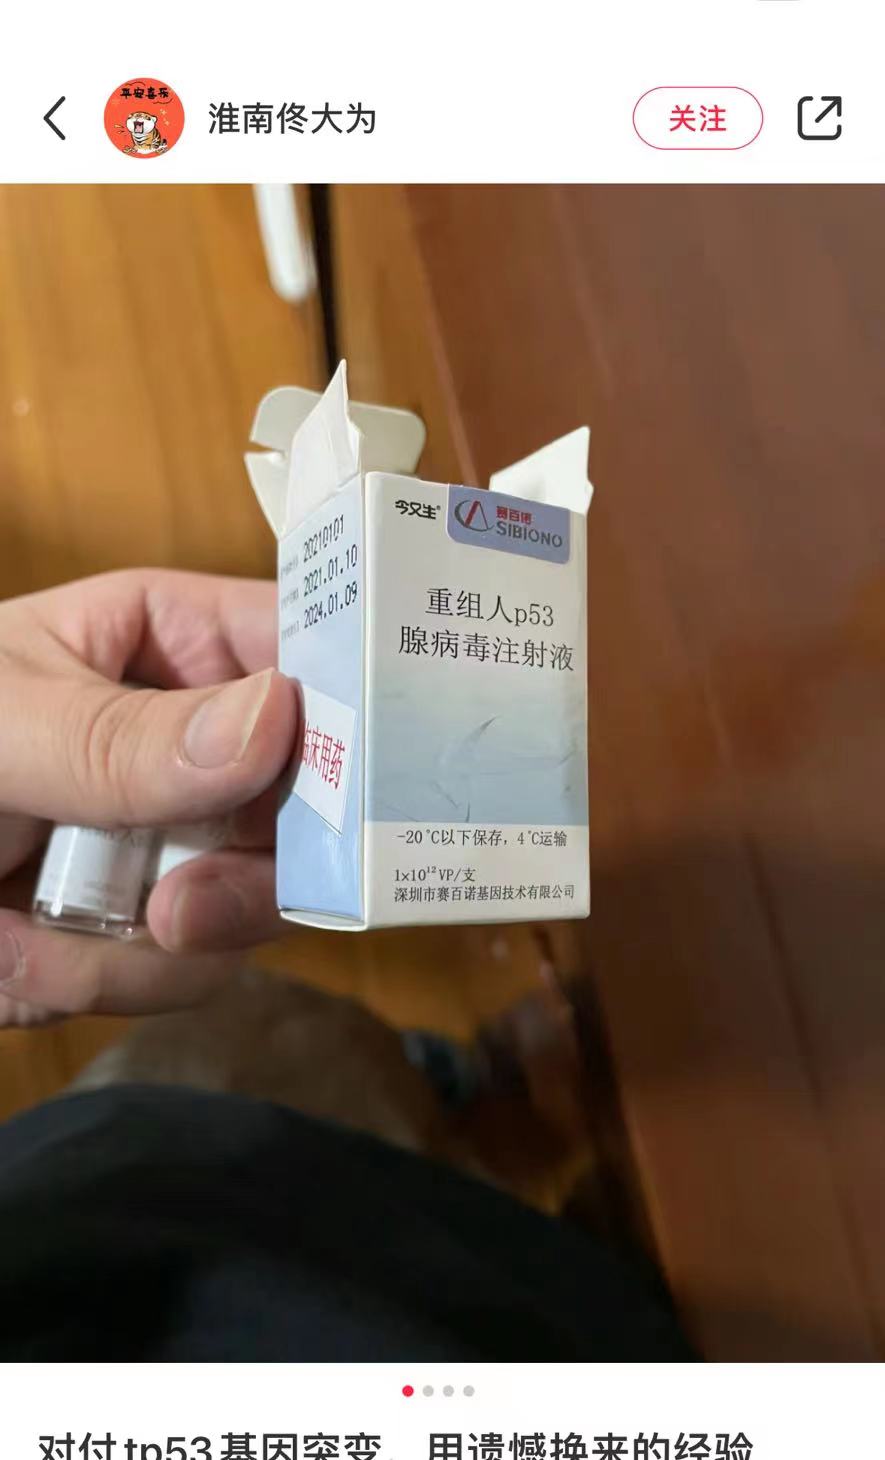 平安喜乐
淮南佟大为
关注
今又生®
赛百诺
SIBIONO
重组人p53
腺病毒注射液
20210101
2021.01.10
2024.01.09
临床用药
-20℃以下保存，4℃运输
1×10¹²VP/支
深圳市赛百诺基因技术有限公司
对付tp53基因突变、用遗憾换来的经验